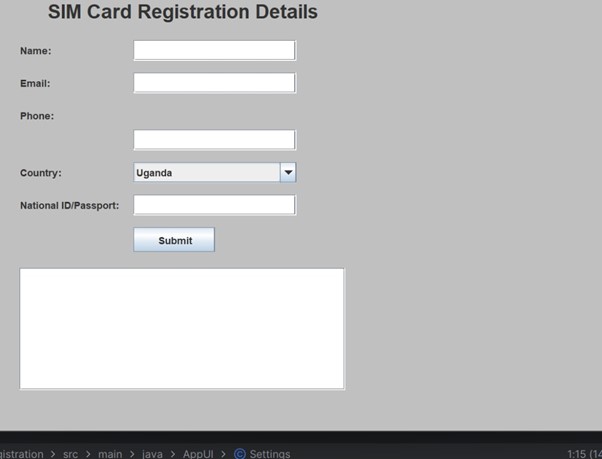 SIM Card Registration Details
Name:
Email:
Phone:
Country: Uganda
National ID/Passport:
Submit
gistration > src > main > java > AppUI > © Settings 1:15 (14